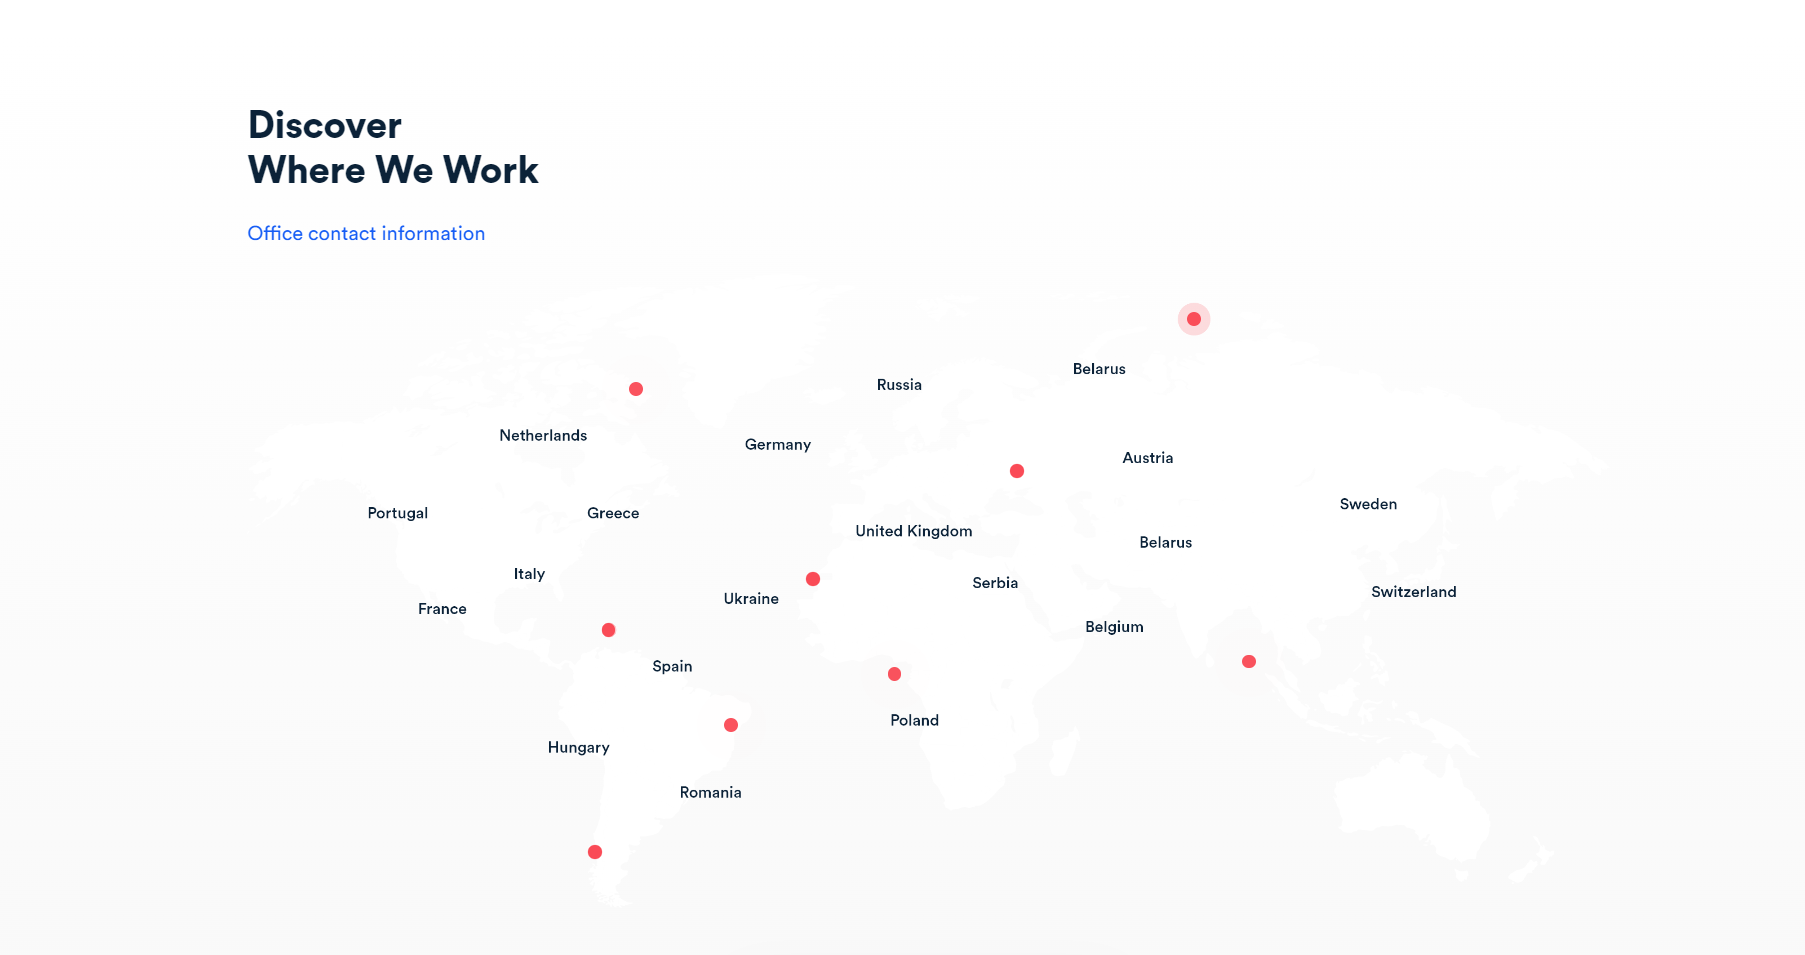 Discover
Where We Work
Office contact information
Belarus
Russia
Netherlands
Germany
Austria
Sweden
Portugal
Greece
United Kingdom
Belarus
Italy
Serbia
Switzerland
Ukraine
France
Belgium
Spain
Poland
Hungary
Romania